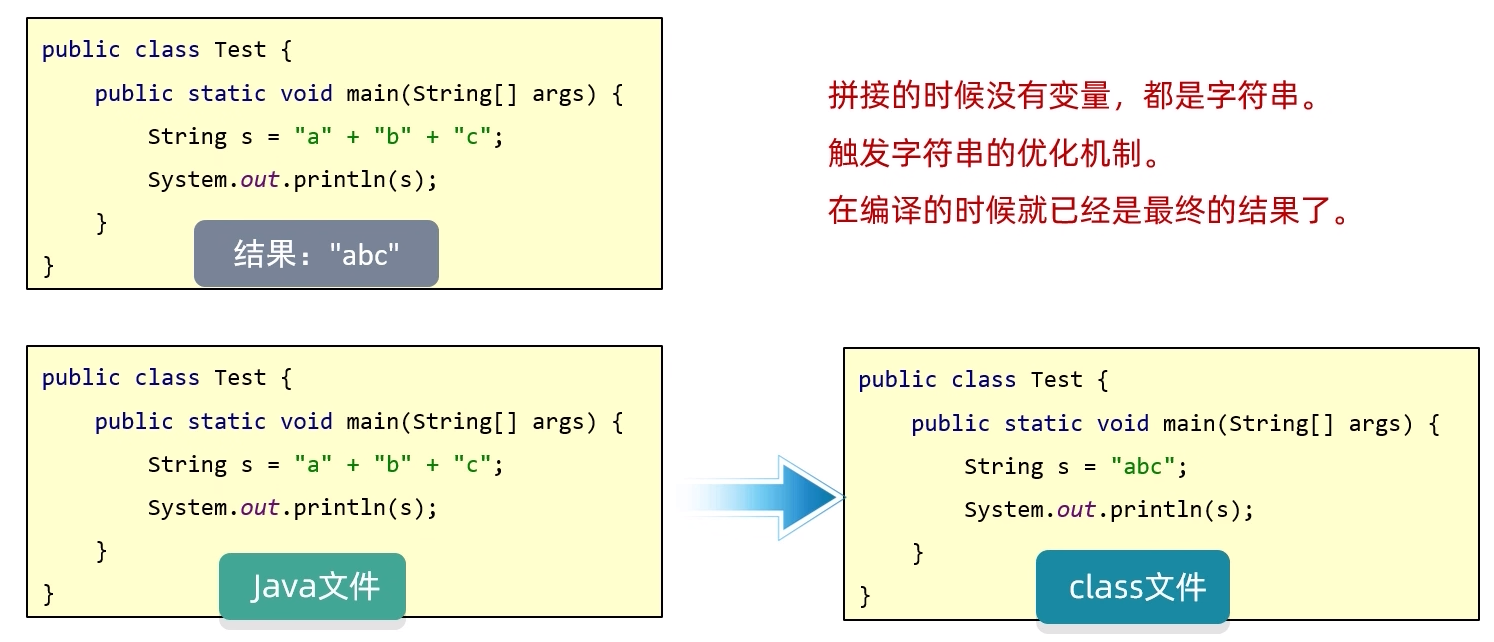 public class Test {
    public static void main(String[] args) {
        String s = "a" + "b" + "c";
        System.out.println(s);
    }
}
结果："abc"
拼接的时候没有变量，都是字符串。
触发字符串的优化机制。
在编译的时候就已经是最终的结果了。
public class Test {
    public static void main(String[] args) {
        String s = "a" + "b" + "c";
        System.out.println(s);
    }
}
Java文件
public class Test {
    public static void main(String[] args) {
        String s = "abc";
        System.out.println(s);
    }
}
class文件